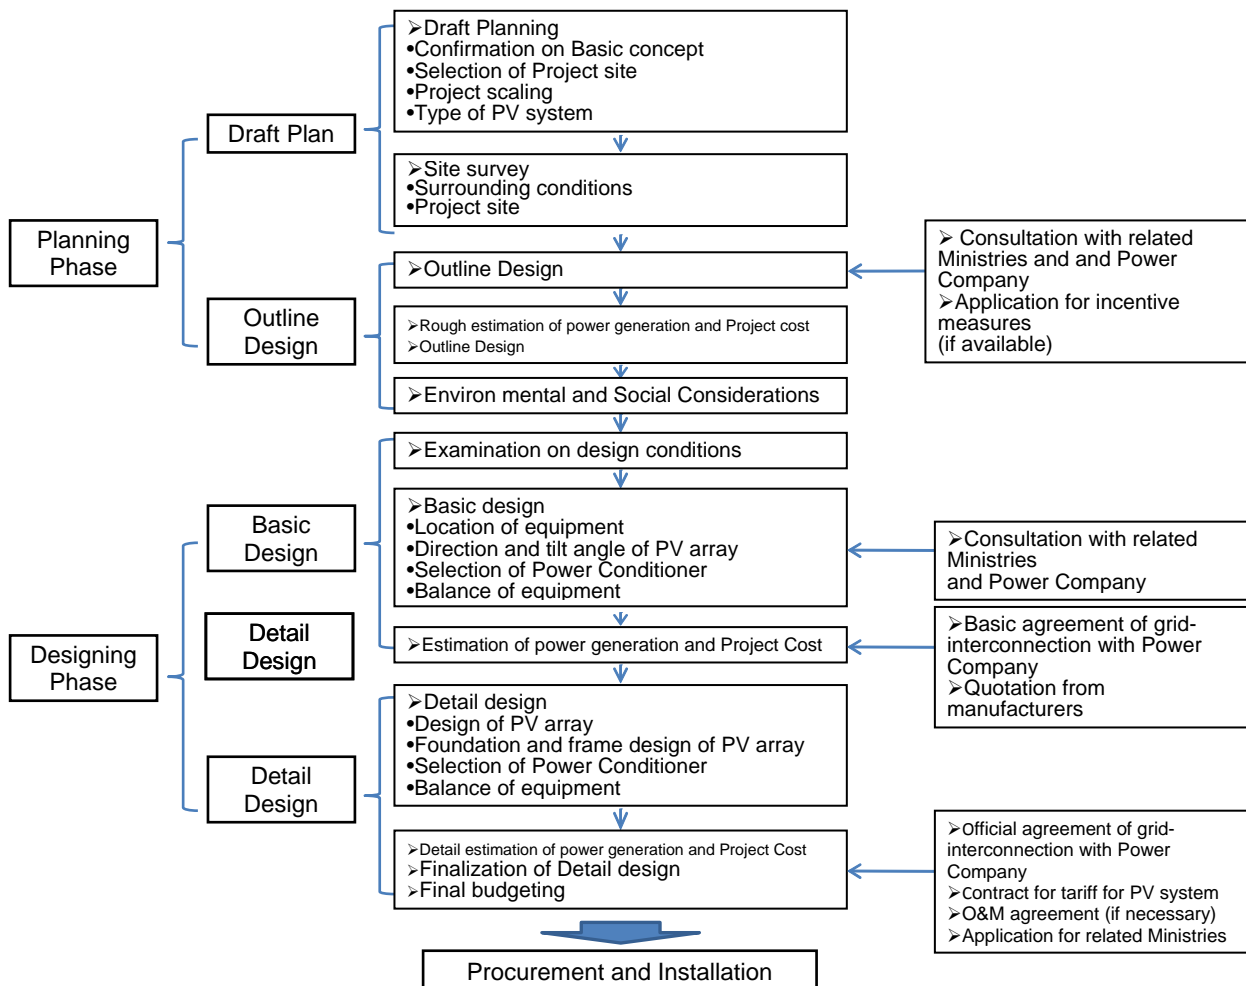 ➢Draft Planning
•Confirmation on Basic concept
•Selection of Project site
•Project scaling
•Type of PV system
Draft Plan
➢Site survey
•Surrounding conditions
•Project site
Planning
Phase
➢Outline Design
➢ Consultation with related
Ministries and and Power
Company
➢Application for incentive
measures
(if available)
Outline
Design
➢Rough estimation of power generation and Project cost
➢Outline Design
➢Environ mental and Social Considerations
➢Examination on design conditions
Basic
Design
➢Basic design
•Location of equipment
•Direction and tilt angle of PV array
•Selection of Power Conditioner
•Balance of equipment
➢Consultation with related
Ministries
and Power Company
Detail
Design
Designing
Phase
➢Estimation of power generation and Project Cost
➢Basic agreement of grid-
interconnection with Power
Company
➢Quotation from
manufacturers
➢Detail design
•Design of PV array
•Foundation and frame design of PV array
•Selection of Power Conditioner
•Balance of equipment
Detail
Design
➢Detail estimation of power generation and Project Cost
➢Finalization of Detail design
➢Final budgeting
➢Official agreement of grid-
interconnection with Power
Company
➢Contract for tariff for PV system
➢O&M agreement (if necessary)
➢Application for related Ministries
Procurement and Installation